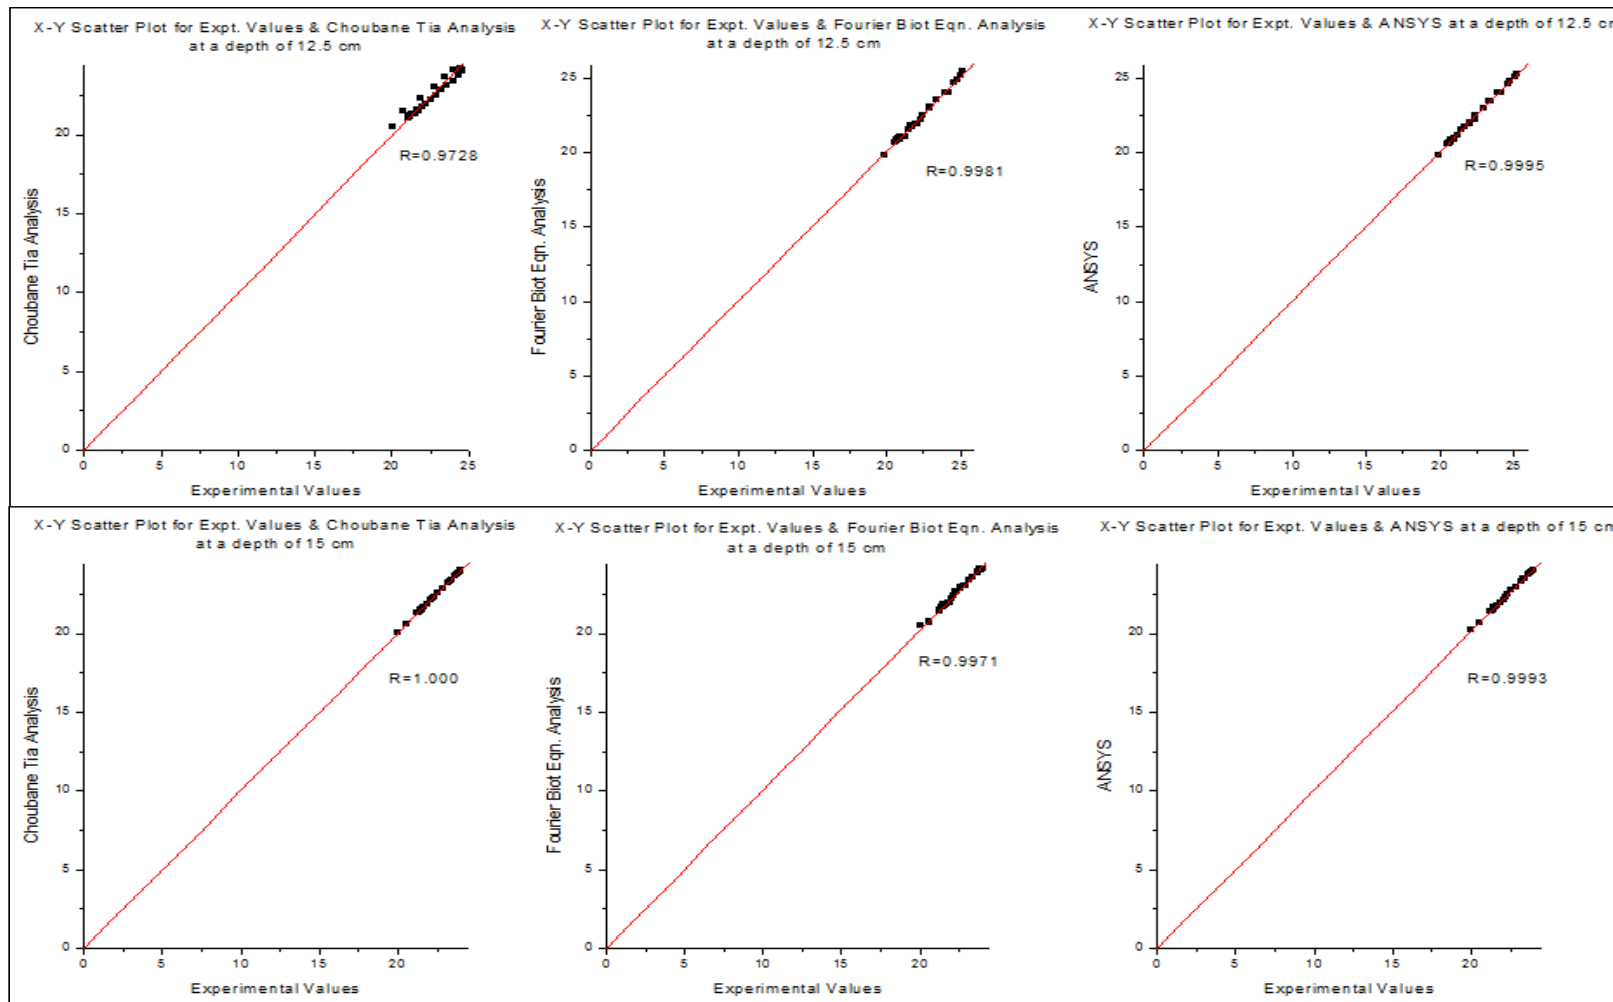 X-Y Scatter Plot for Expt. Values & Choubane Tia Analysis
at a depth of 12.5 cm
Choubane Tia Analysis
20
15
10
5
0
R=0.9728
0 5 10 15 20 25
Experimental Values
X-Y Scatter Plot for Expt. Values & Fourier Biot Eqn. Analysis
at a depth of 12.5 cm
Fourier Biot Eqn. Analysis
25
20
15
10
5
0
R=0.9981
0 5 10 15 20 25
Experimental Values
X-Y Scatter Plot for Expt. Values & ANSYS at a depth of 12.5 cm
ANSYS
25
20
15
10
5
0
R=0.9995
0 5 10 15 20 25
Experimental Values
X-Y Scatter Plot for Expt. Values & Choubane Tia Analysis
at a depth of 15 cm
Choubane Tia Analysis
20
15
10
5
0
R=1.000
0 5 10 15 20
Experimental Values
X-Y Scatter Plot for Expt. Values & Fourier Biot Eqn. Analysis
at a depth of 15 cm
Fourier Biot Eqn. Analysis
20
15
10
5
0
R=0.9971
0 5 10 15 20
Experimental Values
X-Y Scatter Plot for Expt. Values & ANSYS at a depth of 15 cm
ANSYS
20
15
10
5
0
R=0.9993
0 5 10 15 20
Experimental Values